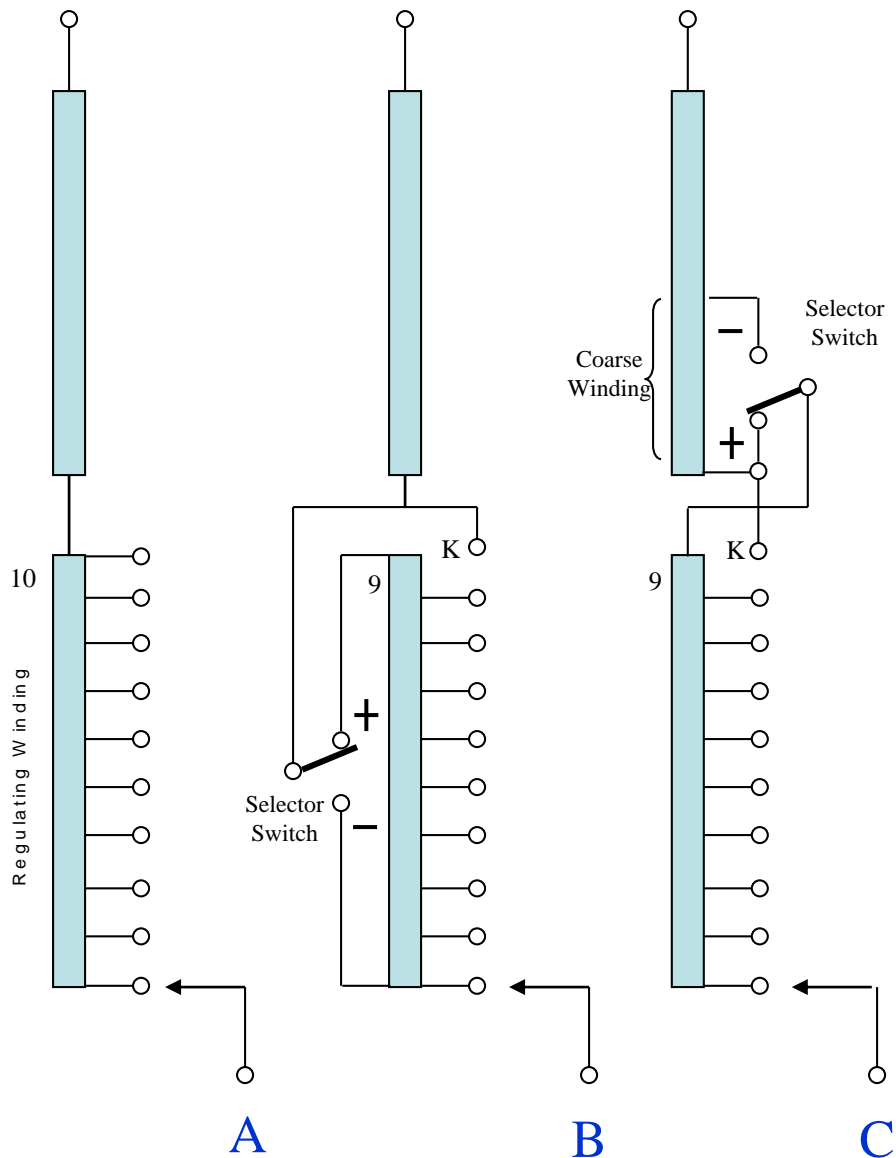 Selector
Switch
−
Coarse
Winding
+
K
K
10
9
9
Regulating Winding
+
Selector
Switch
−
A
B
C